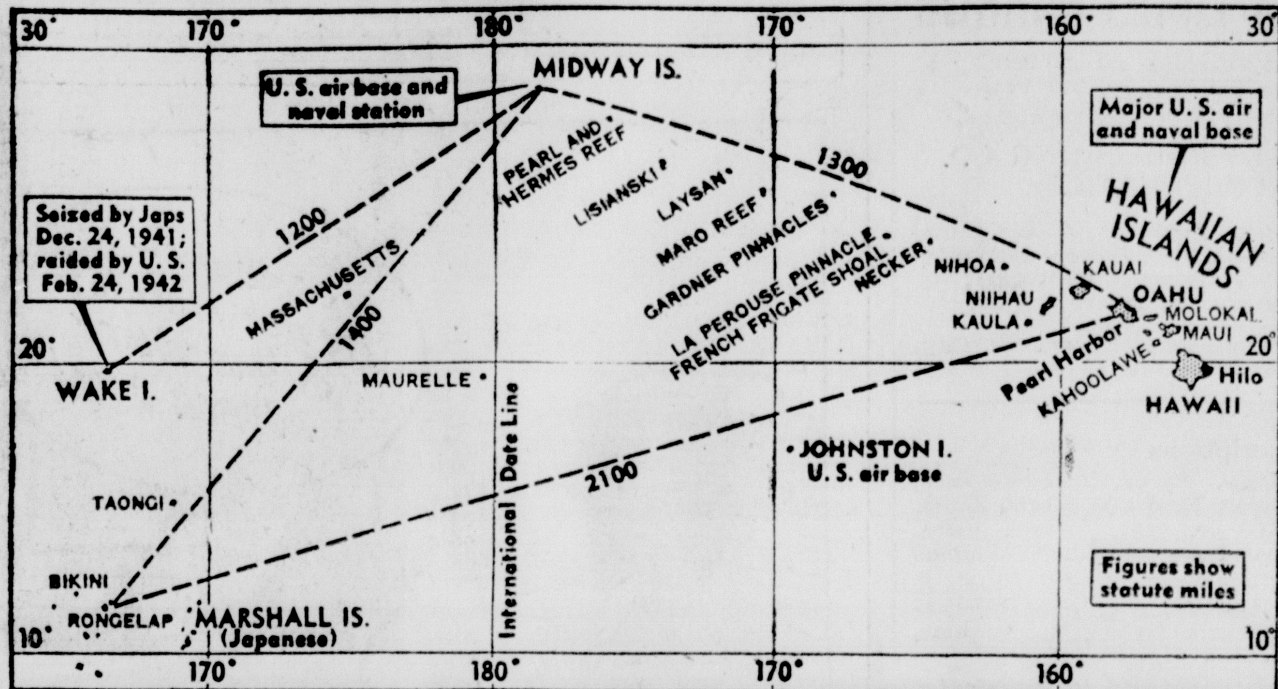 30° 170° 180° 170° 160° 30°
MIDWAY IS.
U. S. air base and
naval station
Major U. S. air
and naval base
PEARL AND
HERMES REEF
LISIANSKI
LAYSAN
MARO REEF
GARDNER PINNACLES
LA PEROUSE PINNACLE
FRENCH FRIGATE SHOAL
NECKER
1300
HAWAIIAN
ISLANDS
Seized by Japs
Dec. 24, 1941;
raided by U. S.
Feb. 24, 1942
1200
MASSACHUSETTS
1400
NIHOA
KAUAI
NIIHAU
OAHU
KAULA
MOLOKAI
MAUI
Pearl Harbor
KAHOOLAWE
20° 20°
WAKE I.
MAURELLE
Hilo
HAWAII
International Date Line
JOHNSTON I.
U. S. air base
2100
TAONGI
BIKINI
RONGELAP
MARSHALL IS.
(Japanese)
Figures show
statute miles
10° 10°
170° 180° 170° 160°